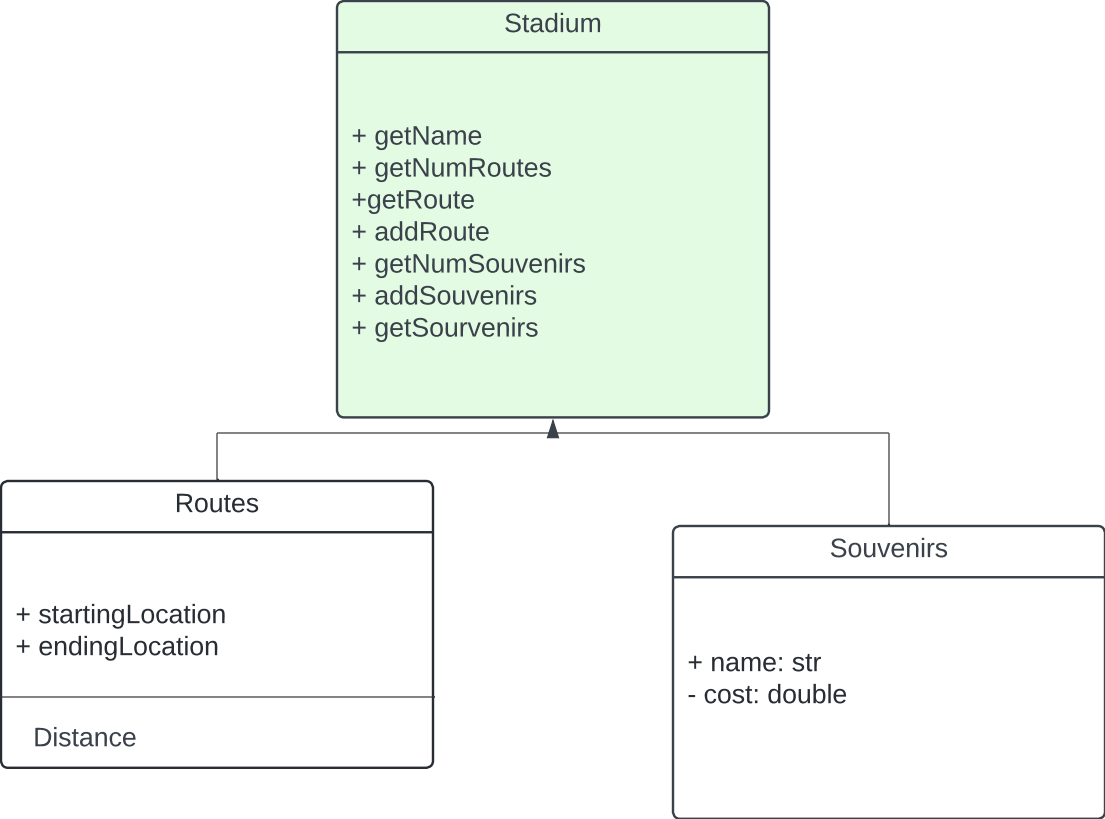 Stadium
+ getName
+ getNumRoutes
+getRoute
+ addRoute
+ getNumSouvenirs
+ addSouvenirs
+ getSourvenirs
Routes
+ startingLocation
+ endingLocation
Distance
Souvenirs
+ name: str
- cost: double